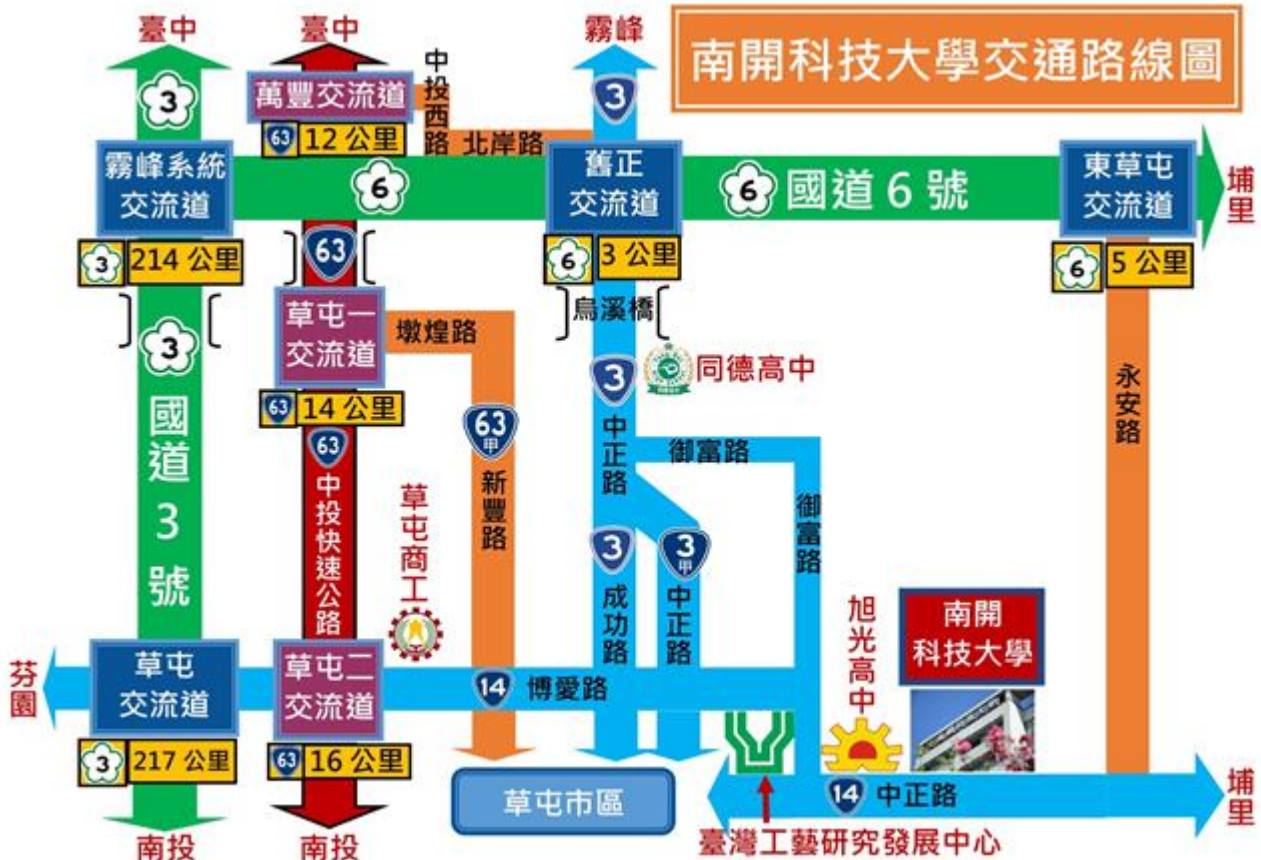 南開科技大學交通路線圖
臺中
臺中
霧峰
3
萬豐交流道
63
12 公里
中投西路
北岸路
3
霧峰系統
交流道
6
舊正
交流道
6
國道 6 號
東草屯
交流道
埔里
3
214 公里
63
6
3 公里
6
5 公里
烏溪橋
3
草屯一
交流道
墩煌路
3
同德高中
永安路
63
14 公里
國道3號
63
中投快速公路
63甲
新豐路
中正路
御富路
御富路
草屯商工
3
成功路
3甲
中正路
旭光高中
南開
科技大學
芬園
草屯
交流道
草屯二
交流道
14
博愛路
3
217 公里
63
16 公里
草屯市區
14
中正路
埔里
南投
南投
臺灣工藝研究發展中心